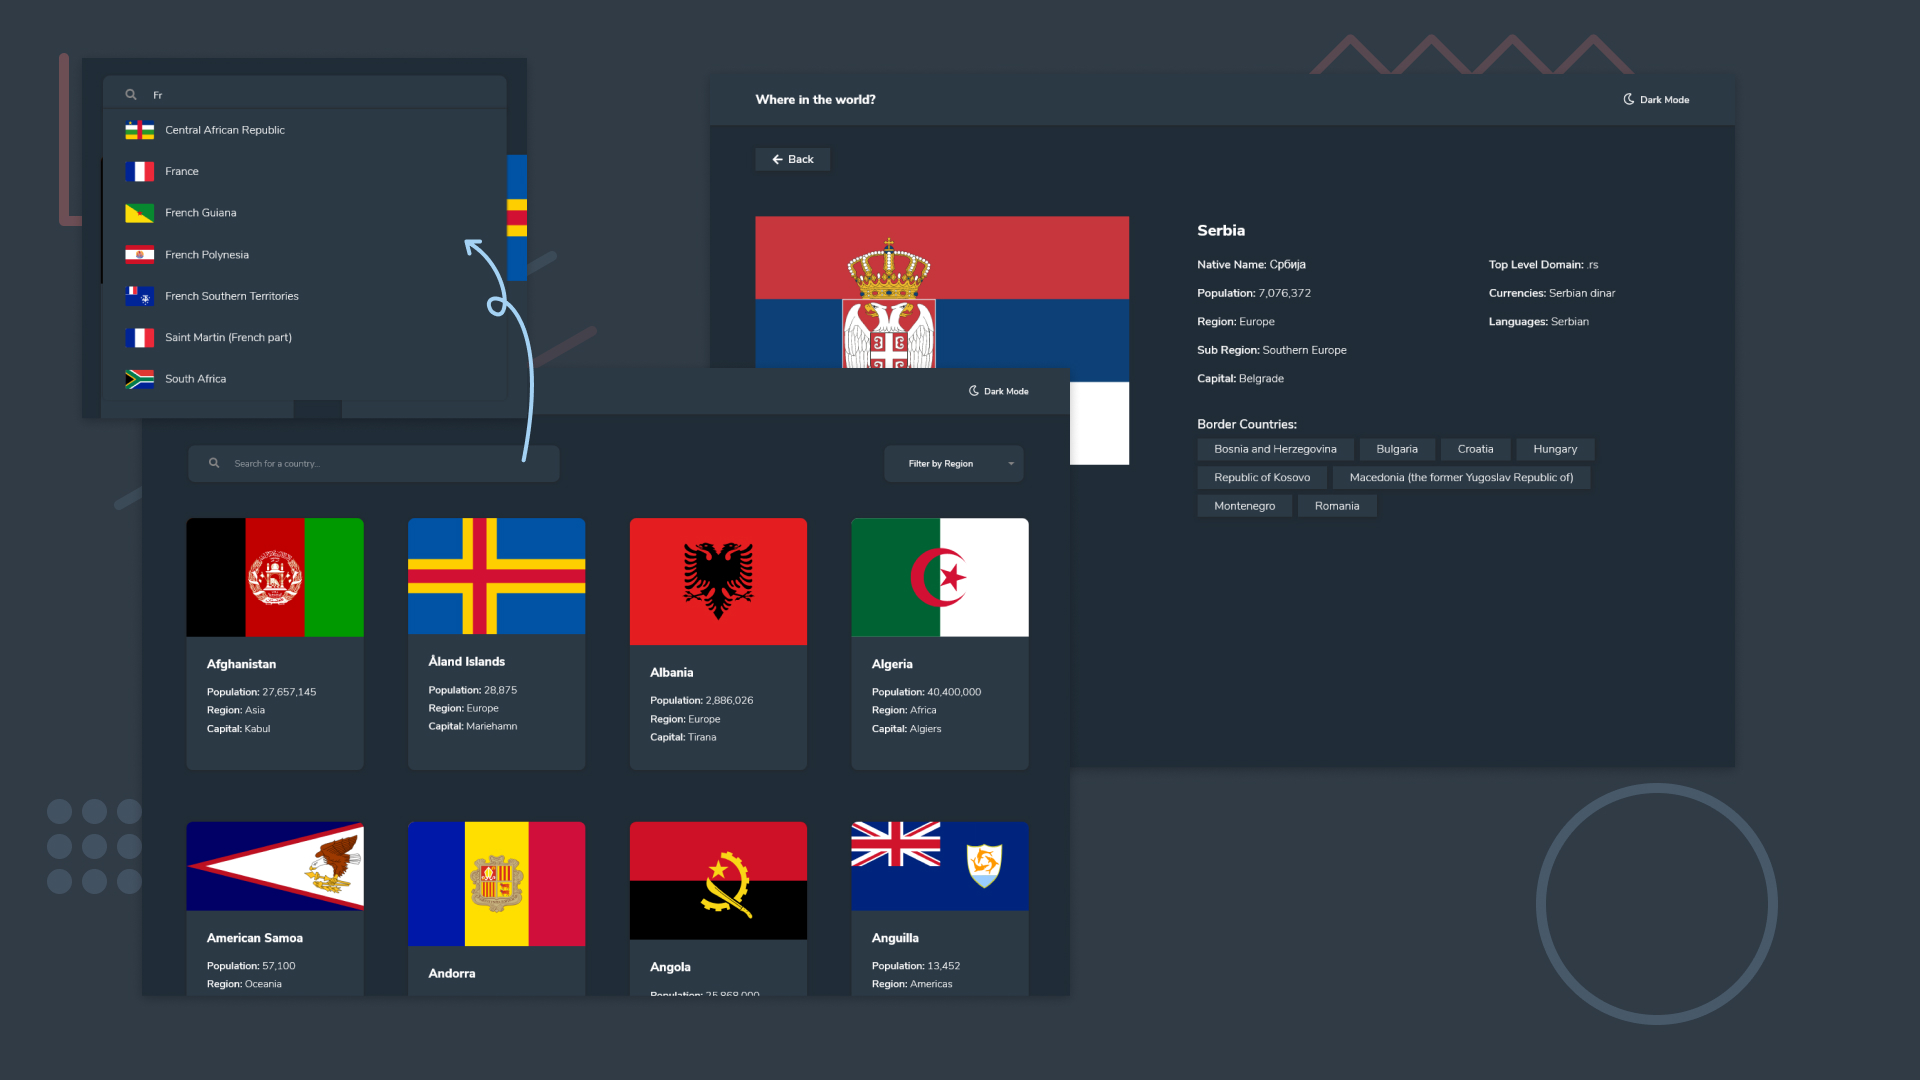 Fr
Central African Republic
France
French Guiana
French Polynesia
French Southern Territories
Saint Martin (French part)
South Africa
Where in the world?
Dark Mode
Back
Serbia
Native Name: Србија
Population: 7,076,372
Region: Europe
Sub Region: Southern Europe
Capital: Belgrade
Top Level Domain: .rs
Currencies: Serbian dinar
Languages: Serbian
Border Countries:
Bosnia and Herzegovina Bulgaria Croatia Hungary
Republic of Kosovo Macedonia (the former Yugoslav Republic of)
Montenegro Romania
Dark Mode
Search for a country...
Filter by Region
Afghanistan
Population: 27,657,145
Region: Asia
Capital: Kabul
Åland Islands
Population: 28,875
Region: Europe
Capital: Mariehamn
Albania
Population: 2,886,026
Region: Europe
Capital: Tirana
Algeria
Population: 40,400,000
Region: Africa
Capital: Algiers
American Samoa
Population: 57,100
Region: Oceania
Andorra
Angola
Population: 25,868,000
Anguilla
Population: 13,452
Region: Americas